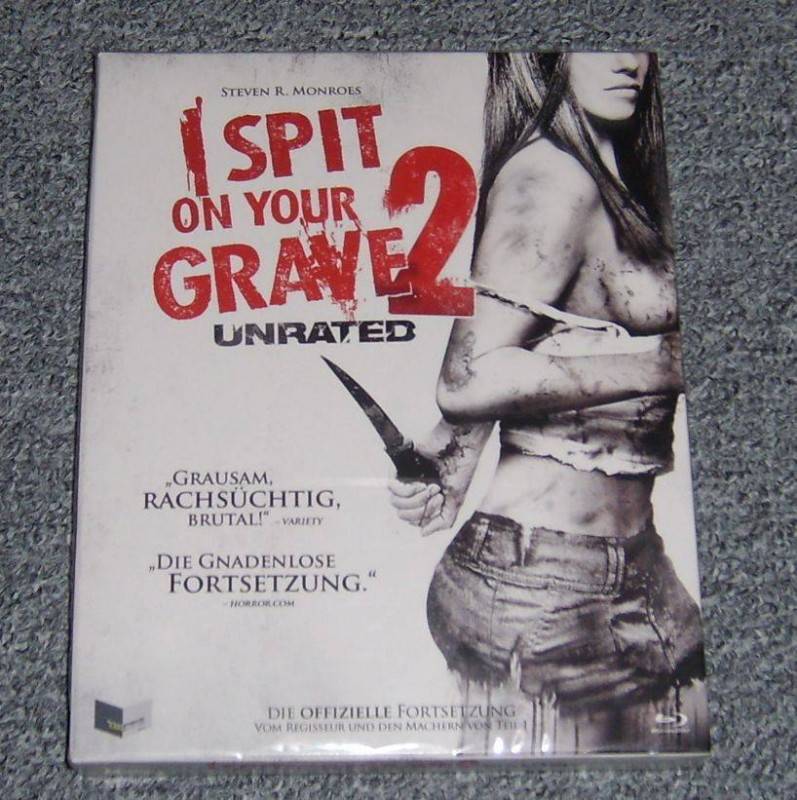 STEVEN R. MONROES
I SPIT
ON YOUR
GRAVE 2
UNRATED
„GRAUSAM,
RACHSÜCHTIG,
BRUTAL!“ – VARIETY
„DIE GNADENLOSE
FORTSETZUNG.“
– HORROR.COM
DIE OFFIZIELLE FORTSETZUNG
VOM REGISSEUR UND DEN MACHERN VON TEIL 1